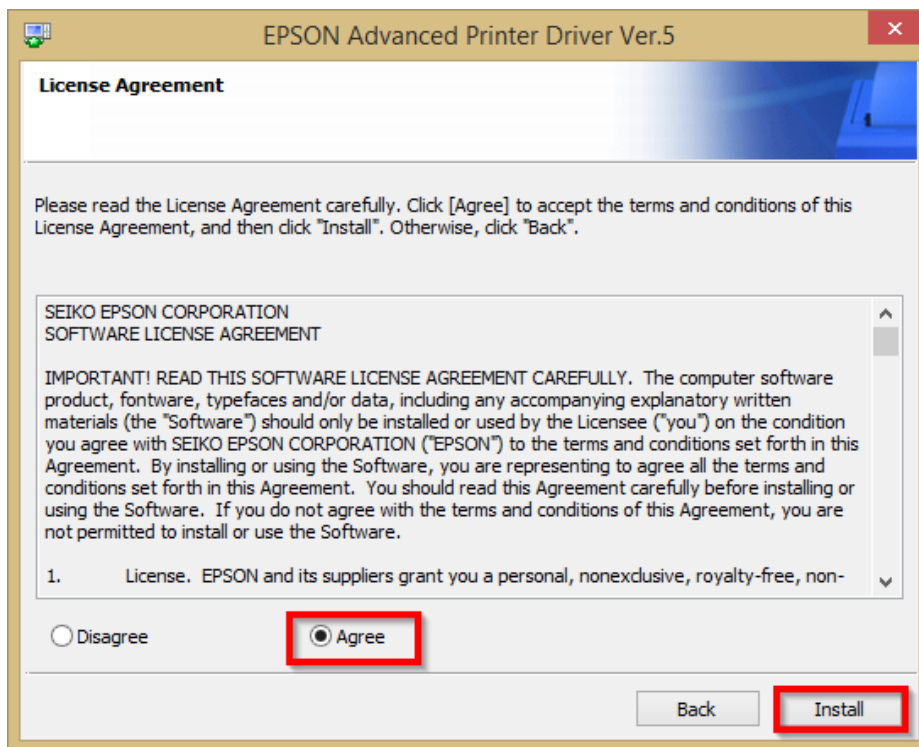 EPSON Advanced Printer Driver Ver.5
License Agreement
Please read the License Agreement carefully. Click [Agree] to accept the terms and conditions of this
License Agreement, and then click "Install". Otherwise, click "Back".
SEIKO EPSON CORPORATION
SOFTWARE LICENSE AGREEMENT
IMPORTANT! READ THIS SOFTWARE LICENSE AGREEMENT CAREFULLY. The computer software
product, fontware, typefaces and/or data, including any accompanying explanatory written
materials (the "Software") should only be installed or used by the Licensee ("you") on the condition
you agree with SEIKO EPSON CORPORATION ("EPSON") to the terms and conditions set forth in this
Agreement. By installing or using the Software, you are representing to agree all the terms and
conditions set forth in this Agreement. You should read this Agreement carefully before installing or
using the Software. If you do not agree with the terms and conditions of this Agreement, you are
not permitted to install or use the Software.
1. License. EPSON and its suppliers grant you a personal, nonexclusive, royalty-free, non-
Disagree Agree
Back Install